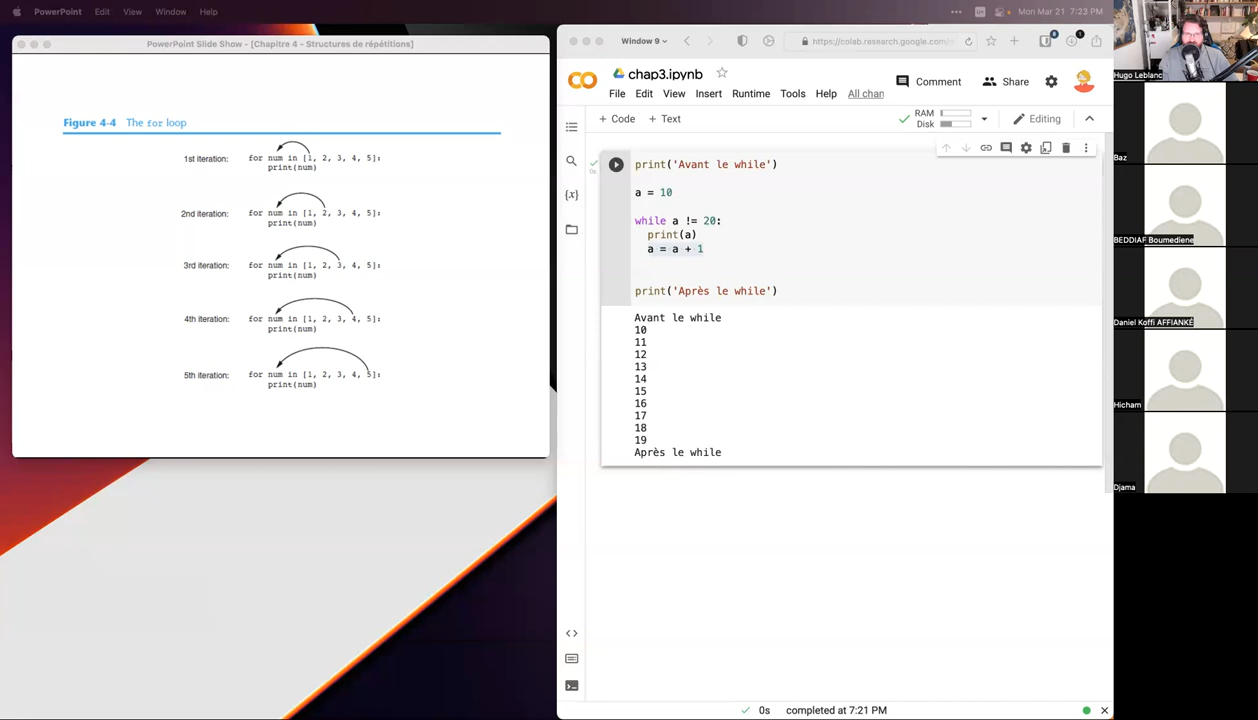 PowerPoint Edit View Window Help
Mon Mar 21 7:23 PM
PowerPoint Slide Show - [Chapitre 4 - Structures de répétitions]
Figure 4-4 The for loop
1st iteration: for num in [1, 2, 3, 4, 5]:
print(num)
2nd iteration: for num in [1, 2, 3, 4, 5]:
print(num)
3rd iteration: for num in [1, 2, 3, 4, 5]:
print(num)
4th iteration: for num in [1, 2, 3, 4, 5]:
print(num)
5th iteration: for num in [1, 2, 3, 4, 5]:
print(num)
Window 9
https://colab.research.google.com/
chap3.ipynb
Comment
Share
File Edit View Insert Runtime Tools Help All chan
+ Code + Text
RAM
Disk
Editing
{x}
0s
print('Avant le while')
a = 10
while a != 20:
print(a)
a = a + 1
print('Après le while')
Avant le while
10
11
12
13
14
15
16
17
18
19
Après le while
0s completed at 7:21 PM
Hugo Leblanc
Baz
BEDDIAF Boumediene
Daniel Koffi AFFIANKÉ
Hicham
Djama